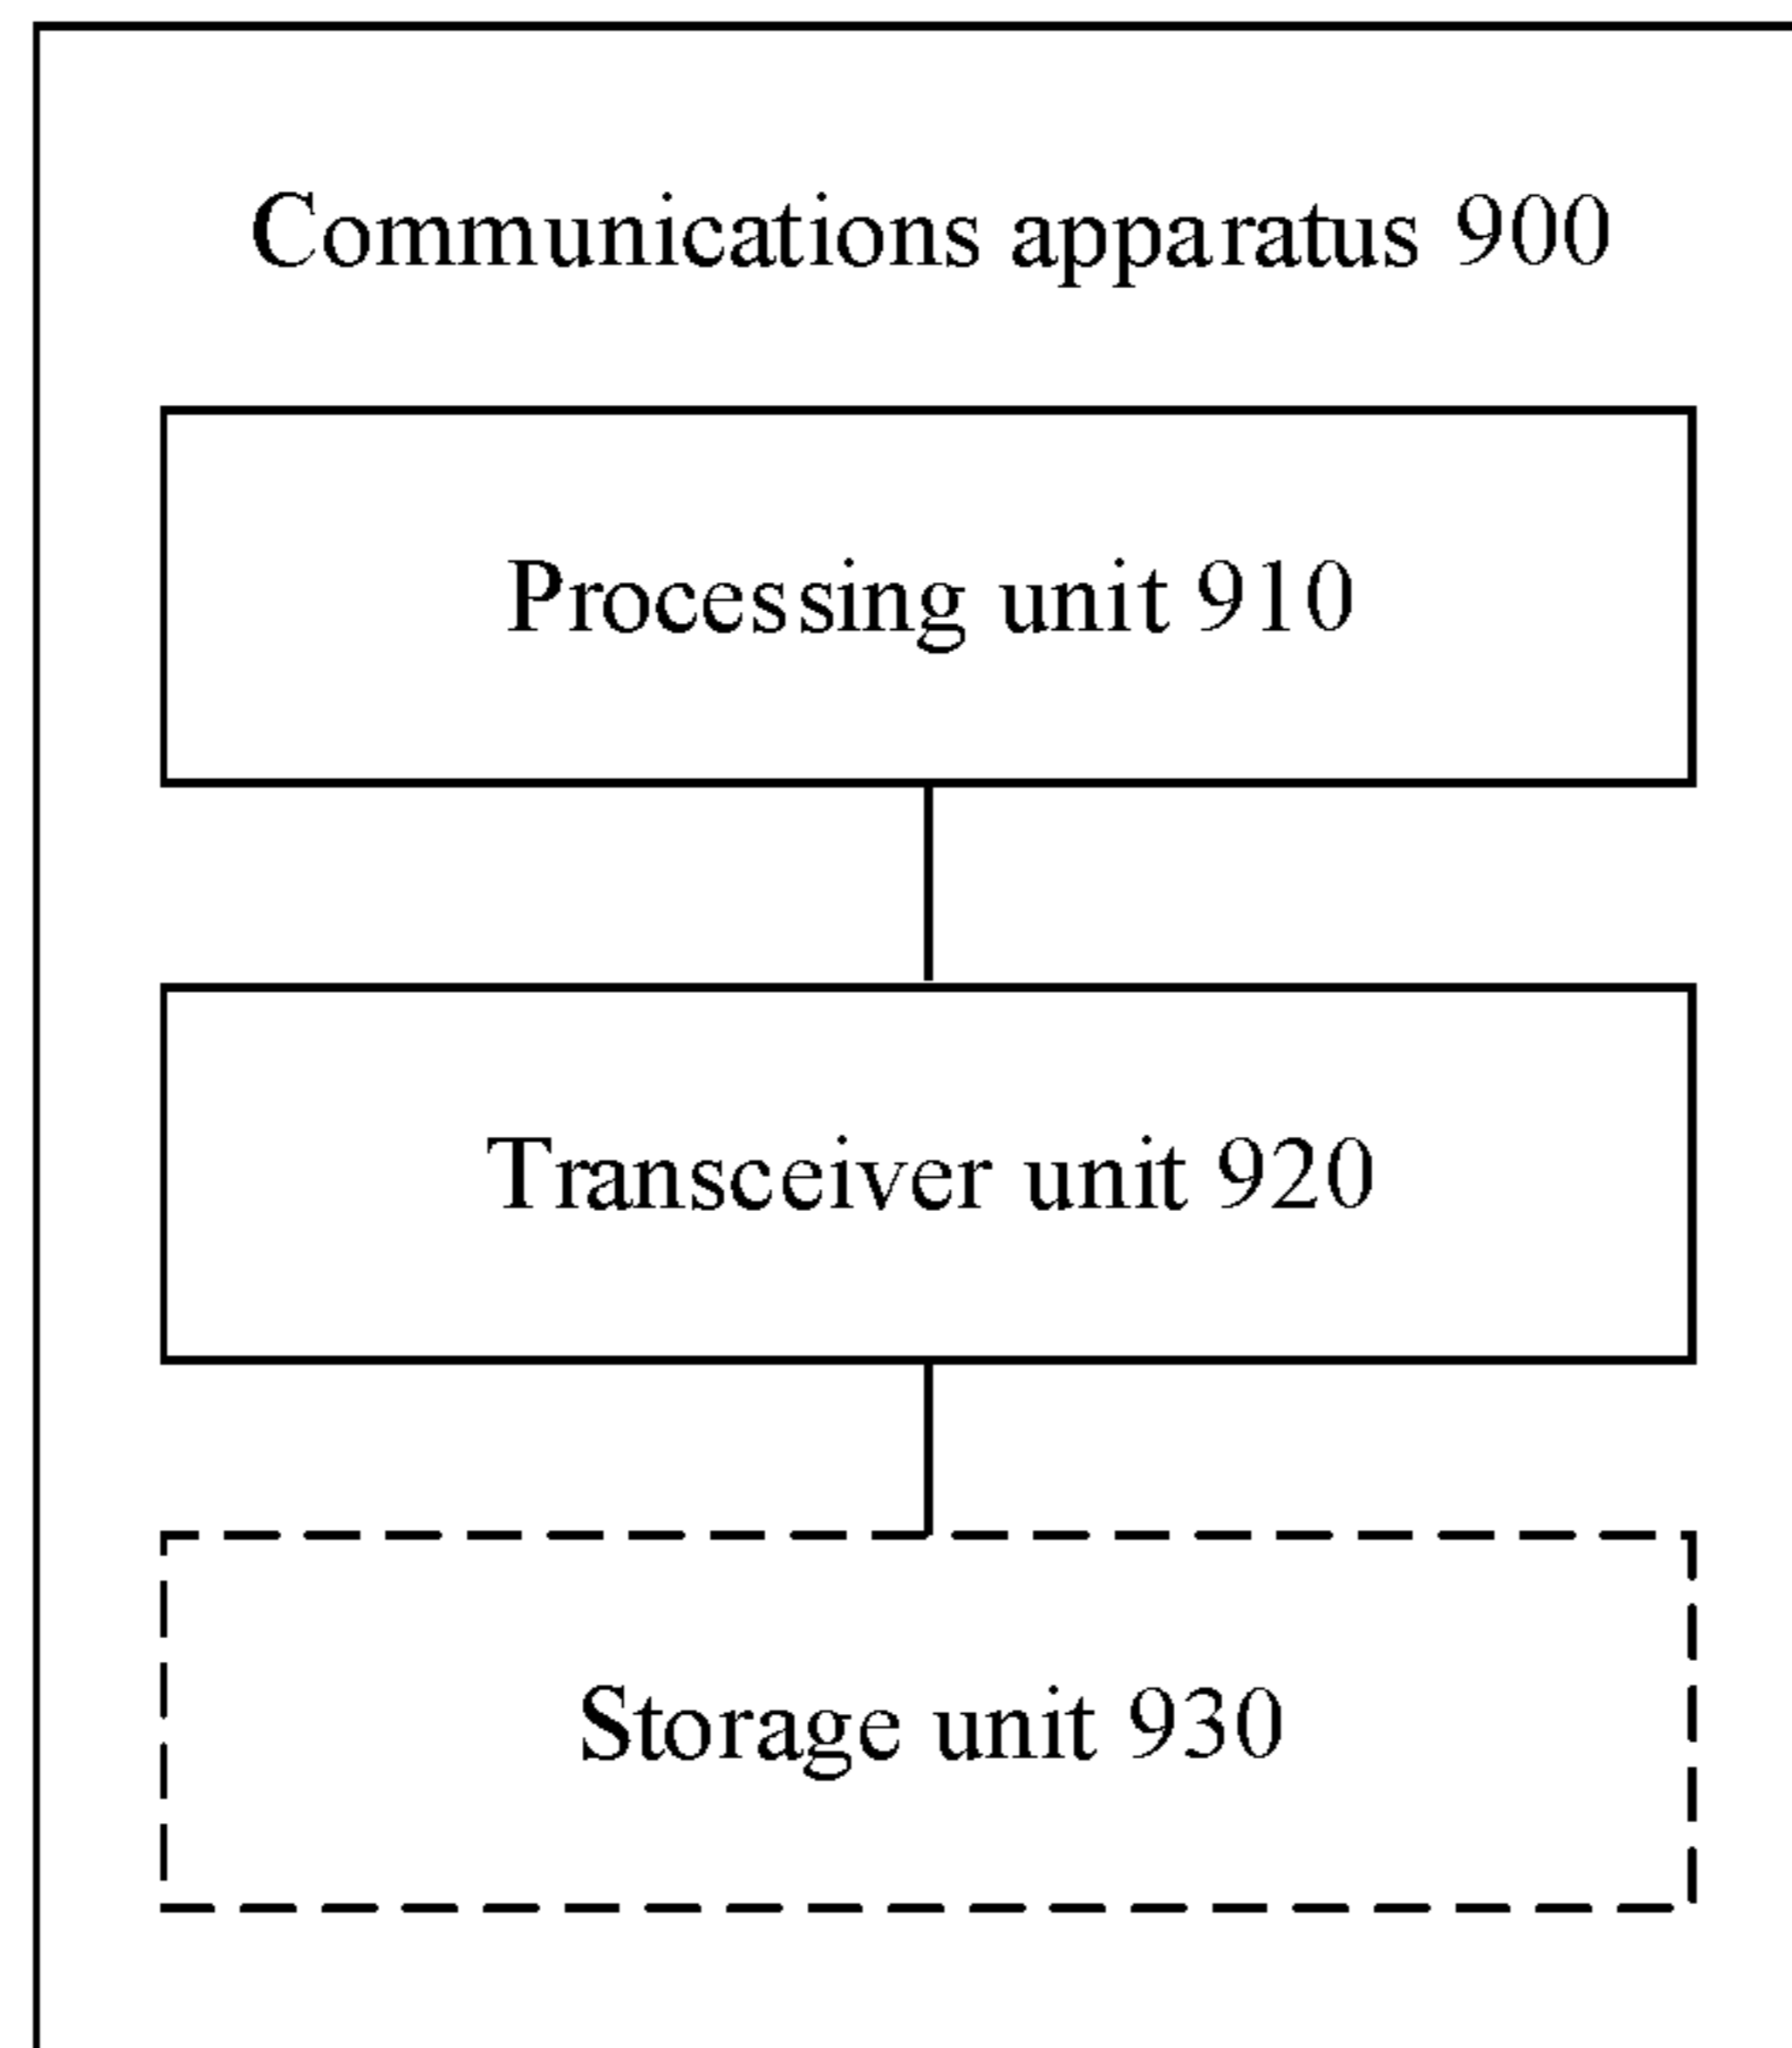 Communications apparatus 900
Processing unit 910
Transceiver unit 920
Storage unit 930